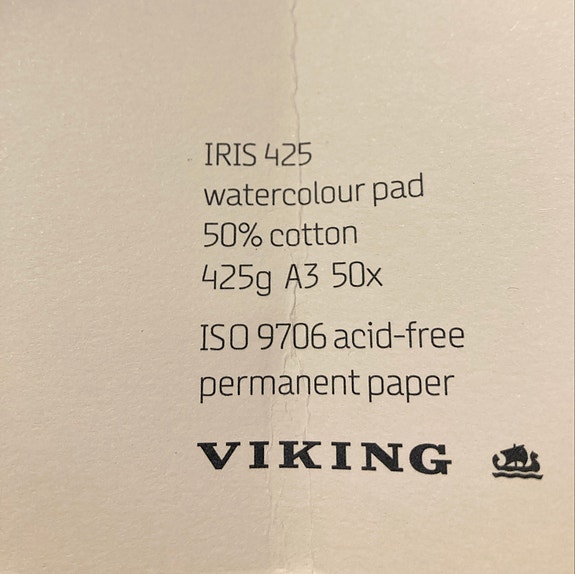 IRIS 425
watercolour pad
50% cotton
425g A3 50x
ISO 9706 acid-free
permanent paper
VIKING